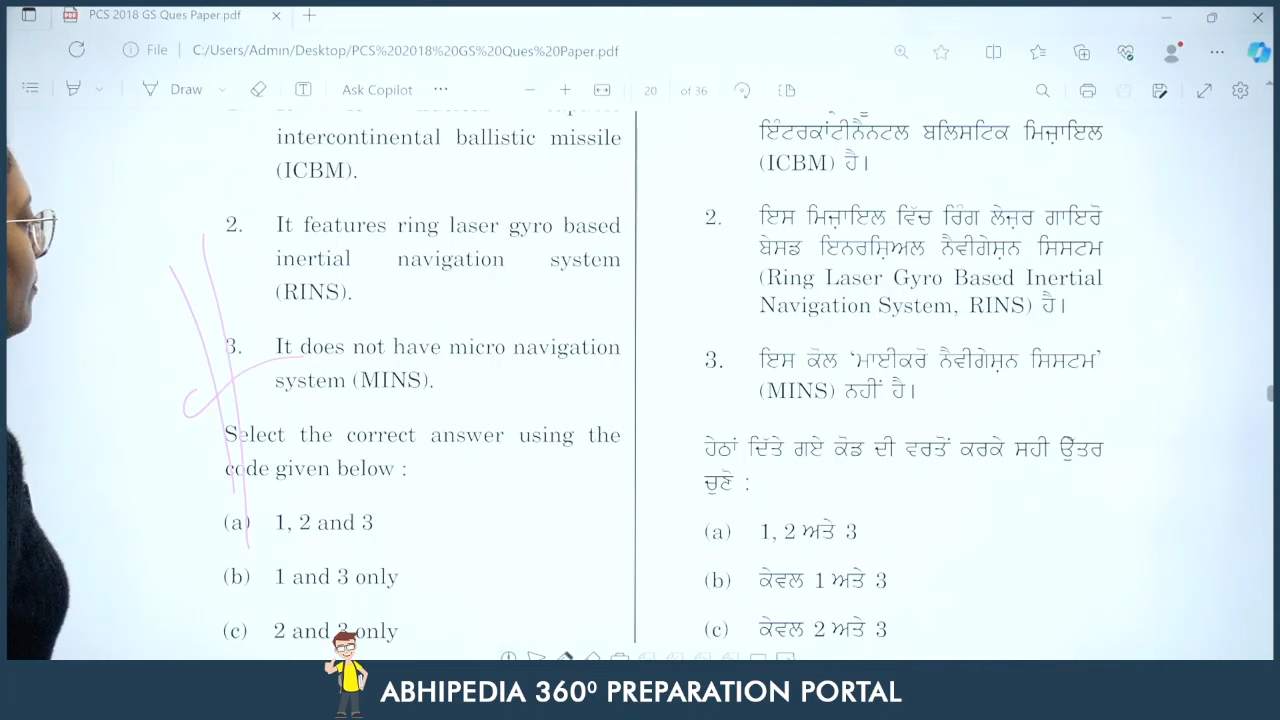 PCS 2018 GS Ques Paper.pdf
File C:/Users/Admin/Desktop/PCS%202018%20GS%20Ques%20Paper.pdf
Draw Ask Copilot 20 of 36
intercontinental ballistic missile
(ICBM).
2. It features ring laser gyro based
inertial navigation system
(RINS).
3. It does not have micro navigation
system (MINS).
Select the correct answer using the
code given below :
(a) 1, 2 and 3
(b) 1 and 3 only
(c) 2 and 3 only
ਇੰਟਰਕਾਂਟੀਨੈਨਟਲ ਬਲਿਸਟਿਕ ਮਿਜ਼ਾਇਲ
(ICBM) ਹੈ।
2. ਇਸ ਮਿਜ਼ਾਇਲ ਵਿੱਚ ਰਿੰਗ ਲੇਜ਼ਰ ਗਾਇਰੋ
ਬੇਸਡ ਇਨਰਸ਼ਿਅਲ ਨੈਵੀਗੇਸ਼ਨ ਸਿਸਟਮ
(Ring Laser Gyro Based Inertial
Navigation System, RINS) ਹੈ।
3. ਇਸ ਕੋਲ ‘ਮਾਈਕਰੋ ਨੈਵੀਗੇਸ਼ਨ ਸਿਸਟਮ’
(MINS) ਨਹੀਂ ਹੈ।
ਹੇਠਾਂ ਦਿੱਤੇ ਗਏ ਕੋਡ ਦੀ ਵਰਤੋਂ ਕਰਕੇ ਸਹੀ ਉੱਤਰ
ਚੁਣੋ :
(a) 1, 2 ਅਤੇ 3
(b) ਕੇਵਲ 1 ਅਤੇ 3
(c) ਕੇਵਲ 2 ਅਤੇ 3
ABHIPEDIA 360⁰ PREPARATION PORTAL